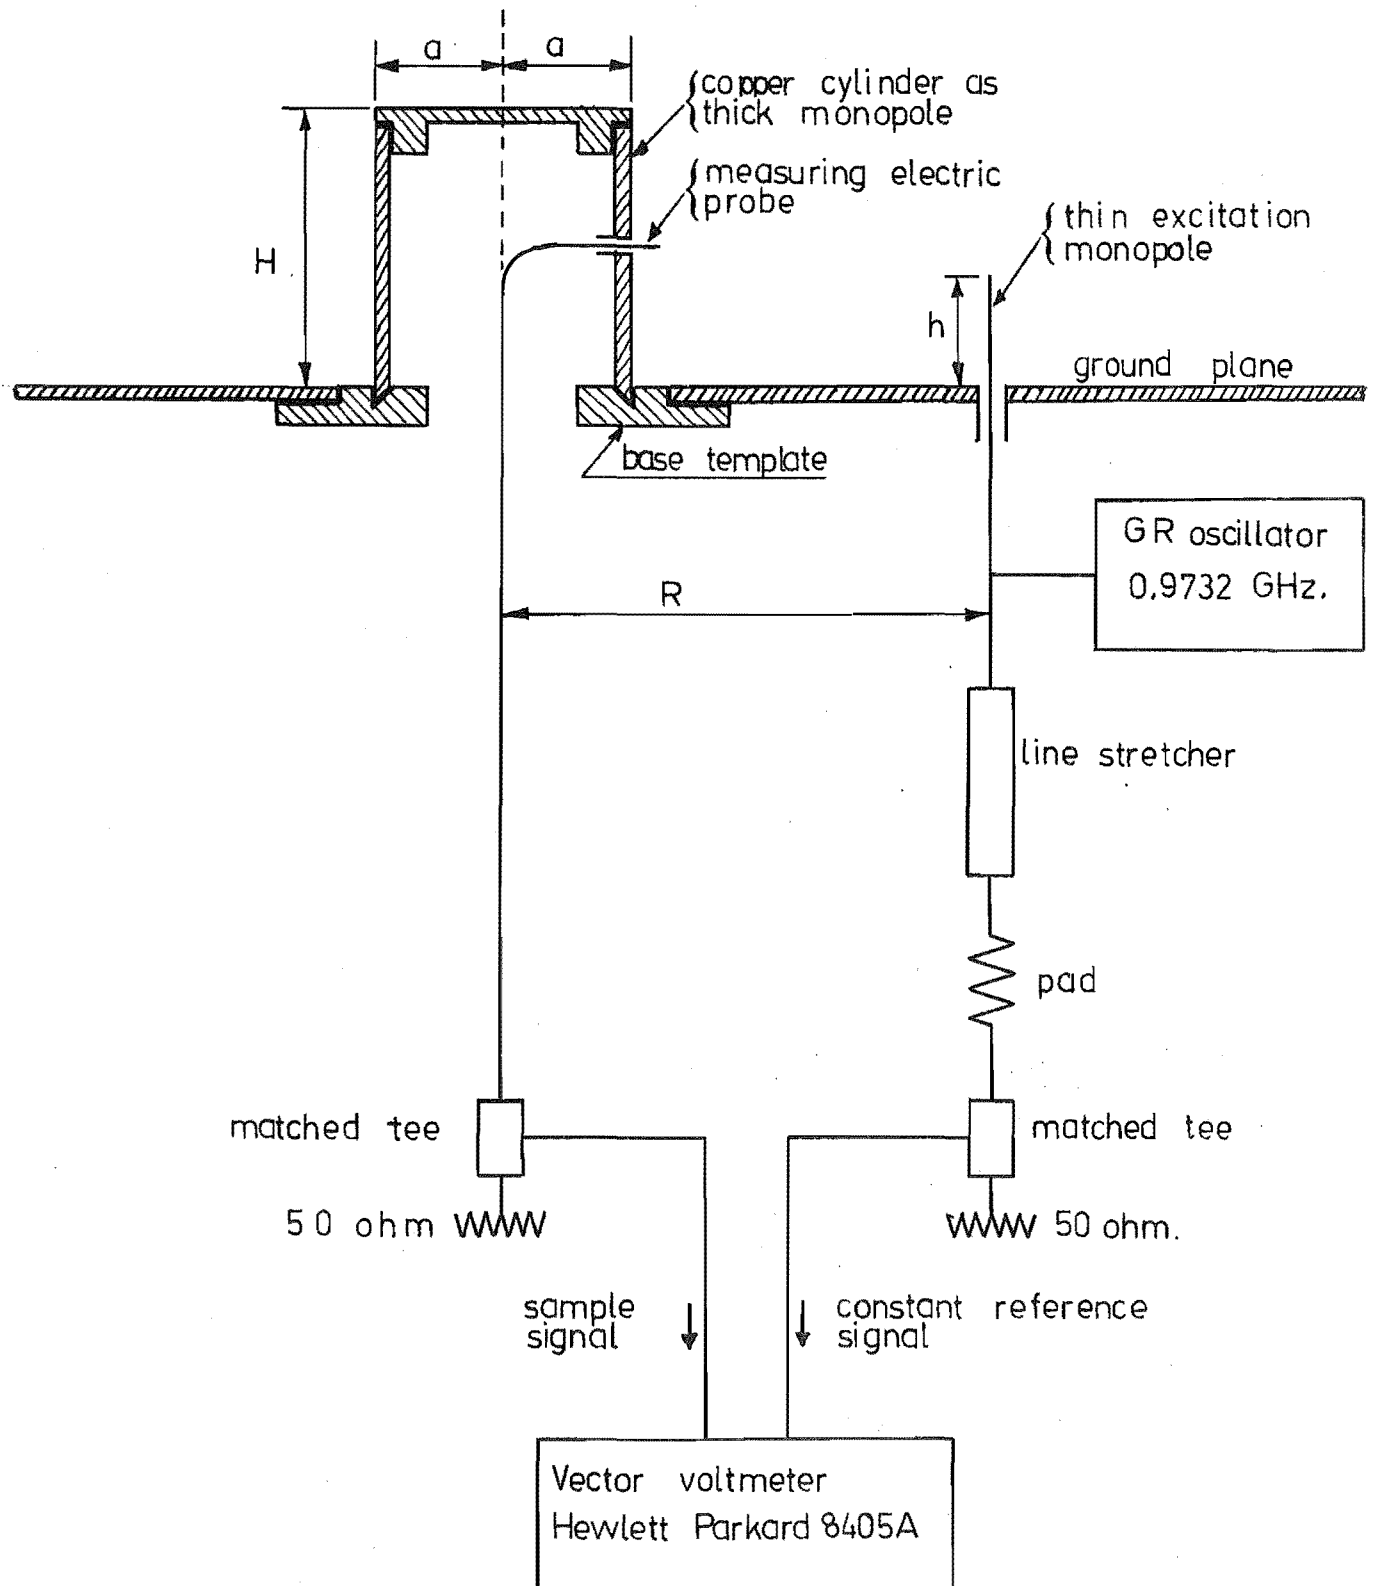 a
a
copper cylinder as
thick monopole
measuring electric
probe
thin excitation
monopole
H
h
ground plane
base template
GR oscillator
0.9732 GHz.
R
line stretcher
pad
matched tee
matched tee
50 ohm
50 ohm.
sample
signal
constant reference
signal
Vector voltmeter
Hewlett Parkard 8405A